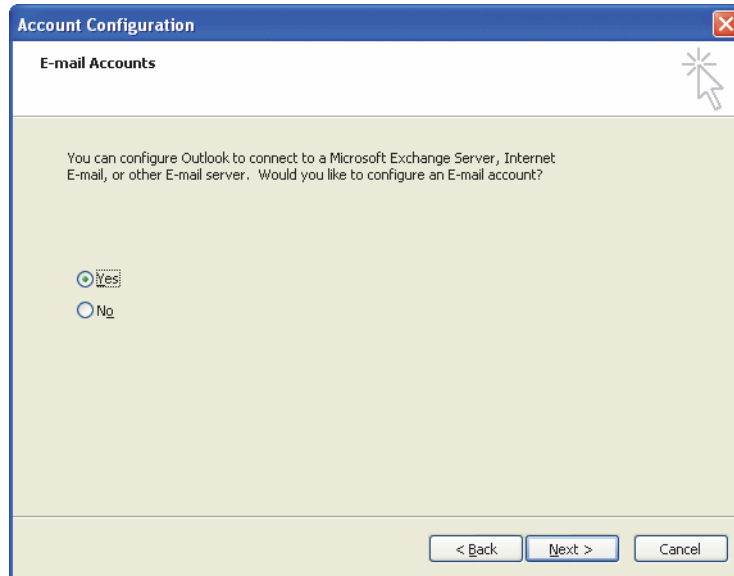 Account Configuration
E-mail Accounts
You can configure Outlook to connect to a Microsoft Exchange Server, Internet
E-mail, or other E-mail server.  Would you like to configure an E-mail account?
Yes
No
< Back
Next >
Cancel